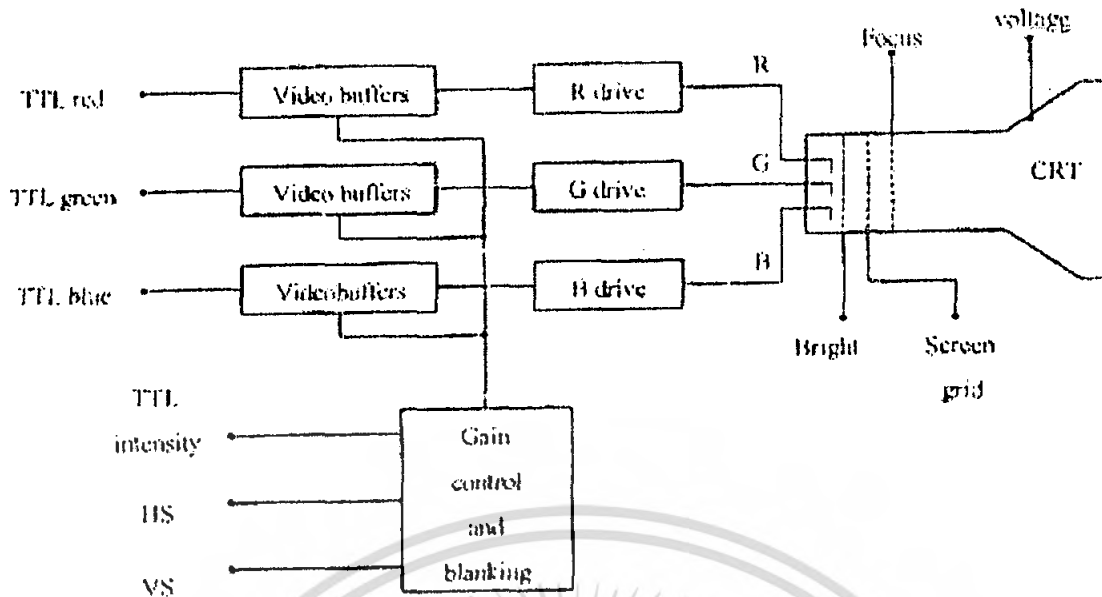 voltage
Focus
TTL red
Video buffers
R drive
R
TTL green
Video buffers
G drive
G
CRT
TTL blue
Videobuffers
B drive
B
Bright
Screen
grid
TTL
intensity
HS
VS
Gain
control
and
blanking